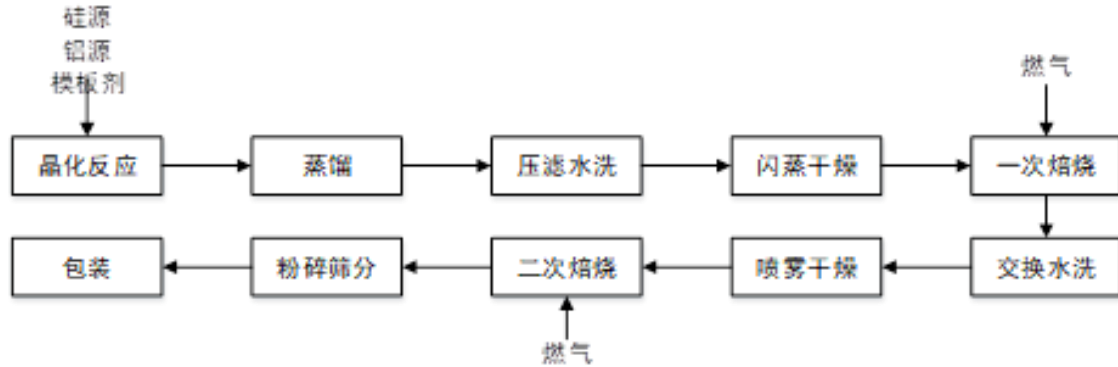 硅源
铝源
模板剂
燃气
晶化反应
蒸馏
压滤水洗
闪蒸干燥
一次焙烧
包装
粉碎筛分
二次焙烧
喷雾干燥
交换水洗
燃气